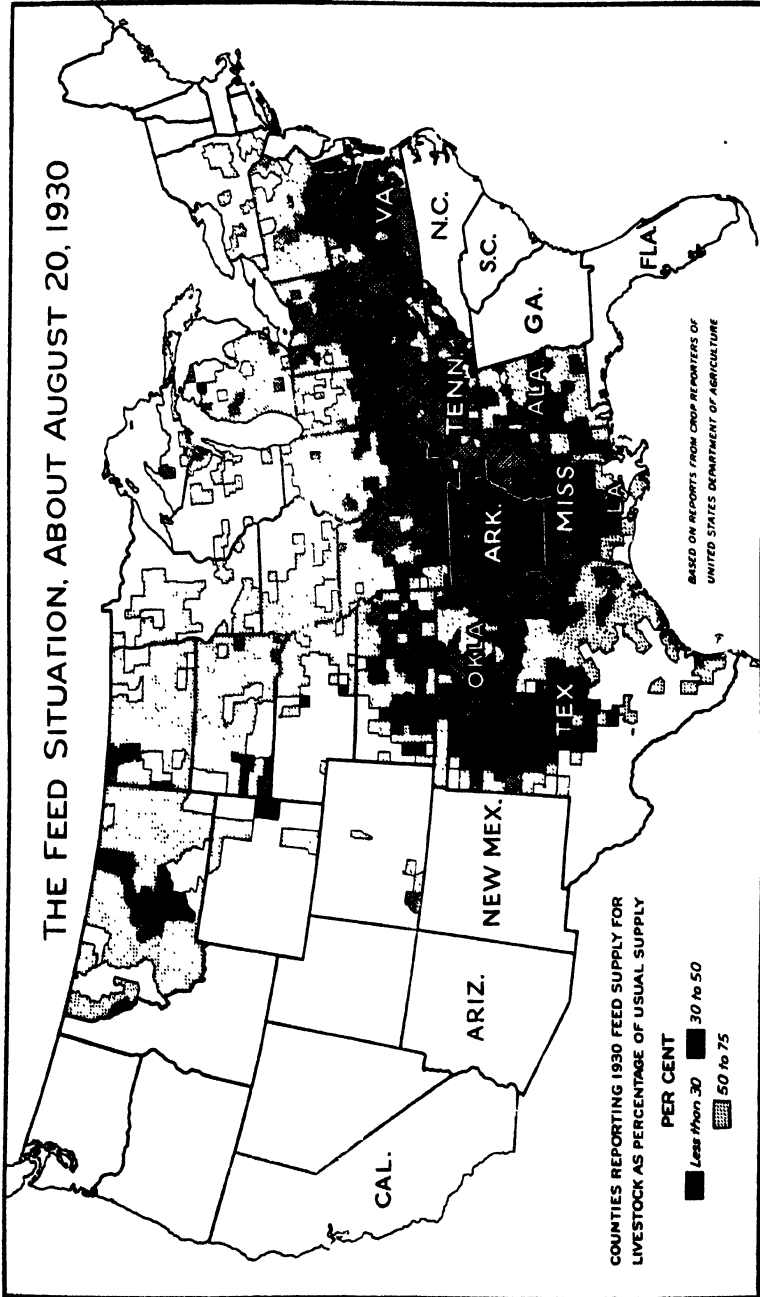 THE FEED SITUATION, ABOUT AUGUST 20, 1930
VA.
N.C.
S.C.
GA.
FLA.
TENN.
ALA.
MISS.
ARK.
LA.
OKLA.
TEX.
NEW MEX.
ARIZ.
CAL.
COUNTIES REPORTING 1930 FEED SUPPLY FOR
LIVESTOCK AS PERCENTAGE OF USUAL SUPPLY
PER CENT
Less than 30
30 to 50
50 to 75
BASED ON REPORTS FROM CROP REPORTERS OF
UNITED STATES DEPARTMENT OF AGRICULTURE